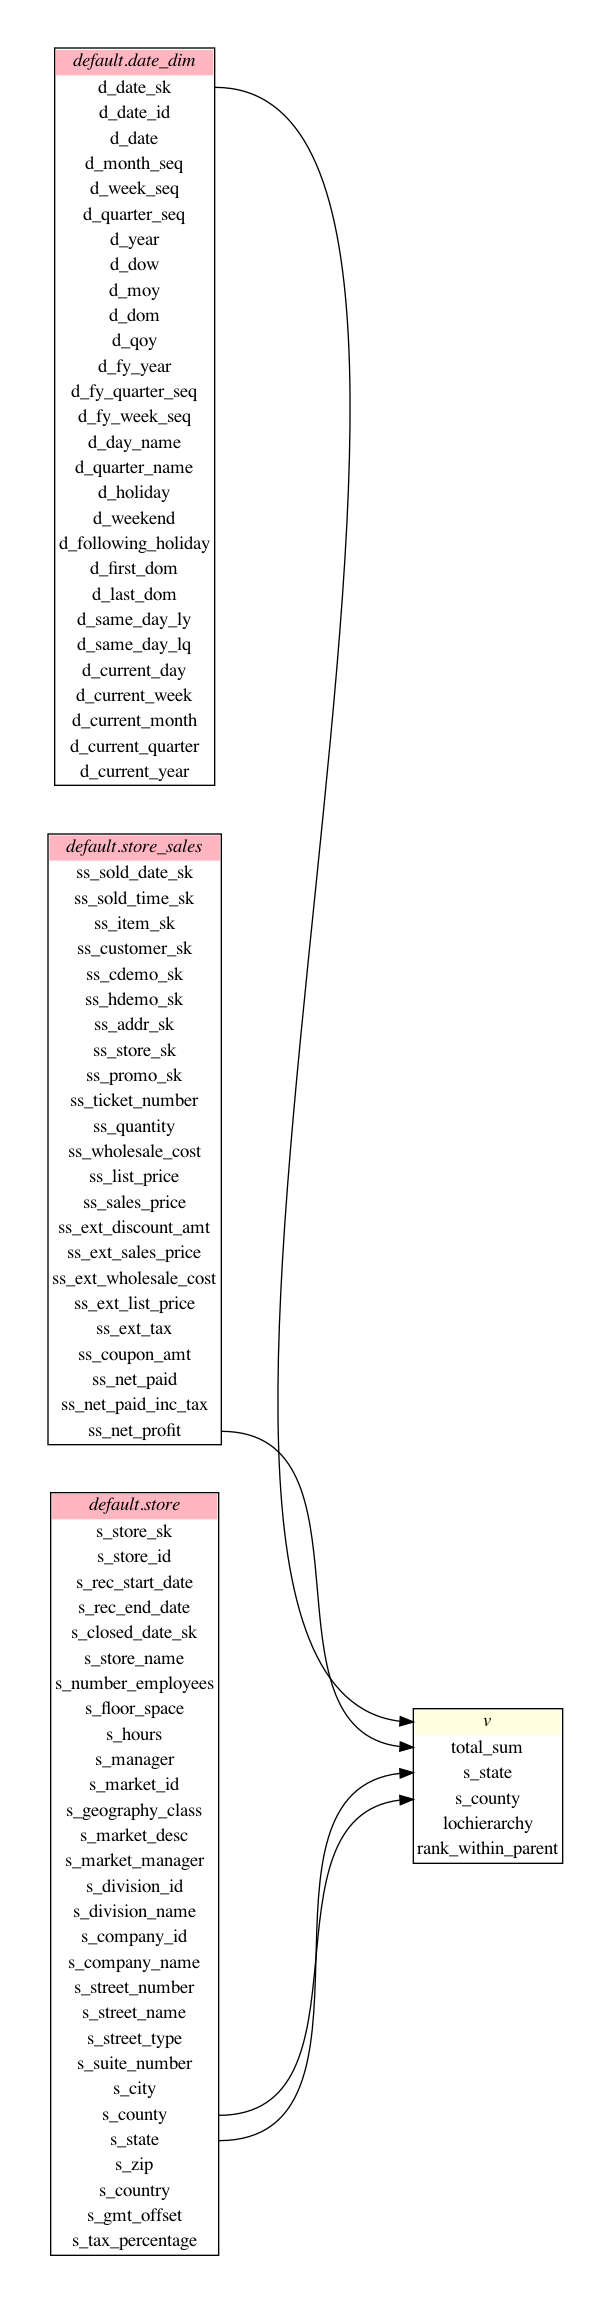 default.date_dim
d_date_sk
d_date_id
d_date
d_month_seq
d_week_seq
d_quarter_seq
d_year
d_dow
d_moy
d_dom
d_qoy
d_fy_year
d_fy_quarter_seq
d_fy_week_seq
d_day_name
d_quarter_name
d_holiday
d_weekend
d_following_holiday
d_first_dom
d_last_dom
d_same_day_ly
d_same_day_lq
d_current_day
d_current_week
d_current_month
d_current_quarter
d_current_year
default.store_sales
ss_sold_date_sk
ss_sold_time_sk
ss_item_sk
ss_customer_sk
ss_cdemo_sk
ss_hdemo_sk
ss_addr_sk
ss_store_sk
ss_promo_sk
ss_ticket_number
ss_quantity
ss_wholesale_cost
ss_list_price
ss_sales_price
ss_ext_discount_amt
ss_ext_sales_price
ss_ext_wholesale_cost
ss_ext_list_price
ss_ext_tax
ss_coupon_amt
ss_net_paid
ss_net_paid_inc_tax
ss_net_profit
default.store
s_store_sk
s_store_id
s_rec_start_date
s_rec_end_date
s_closed_date_sk
s_store_name
s_number_employees
s_floor_space
s_hours
s_manager
s_market_id
s_geography_class
s_market_desc
s_market_manager
s_division_id
s_division_name
s_company_id
s_company_name
s_street_number
s_street_name
s_street_type
s_suite_number
s_city
s_county
s_state
s_zip
s_country
s_gmt_offset
s_tax_percentage
v
total_sum
s_state
s_county
lochierarchy
rank_within_parent